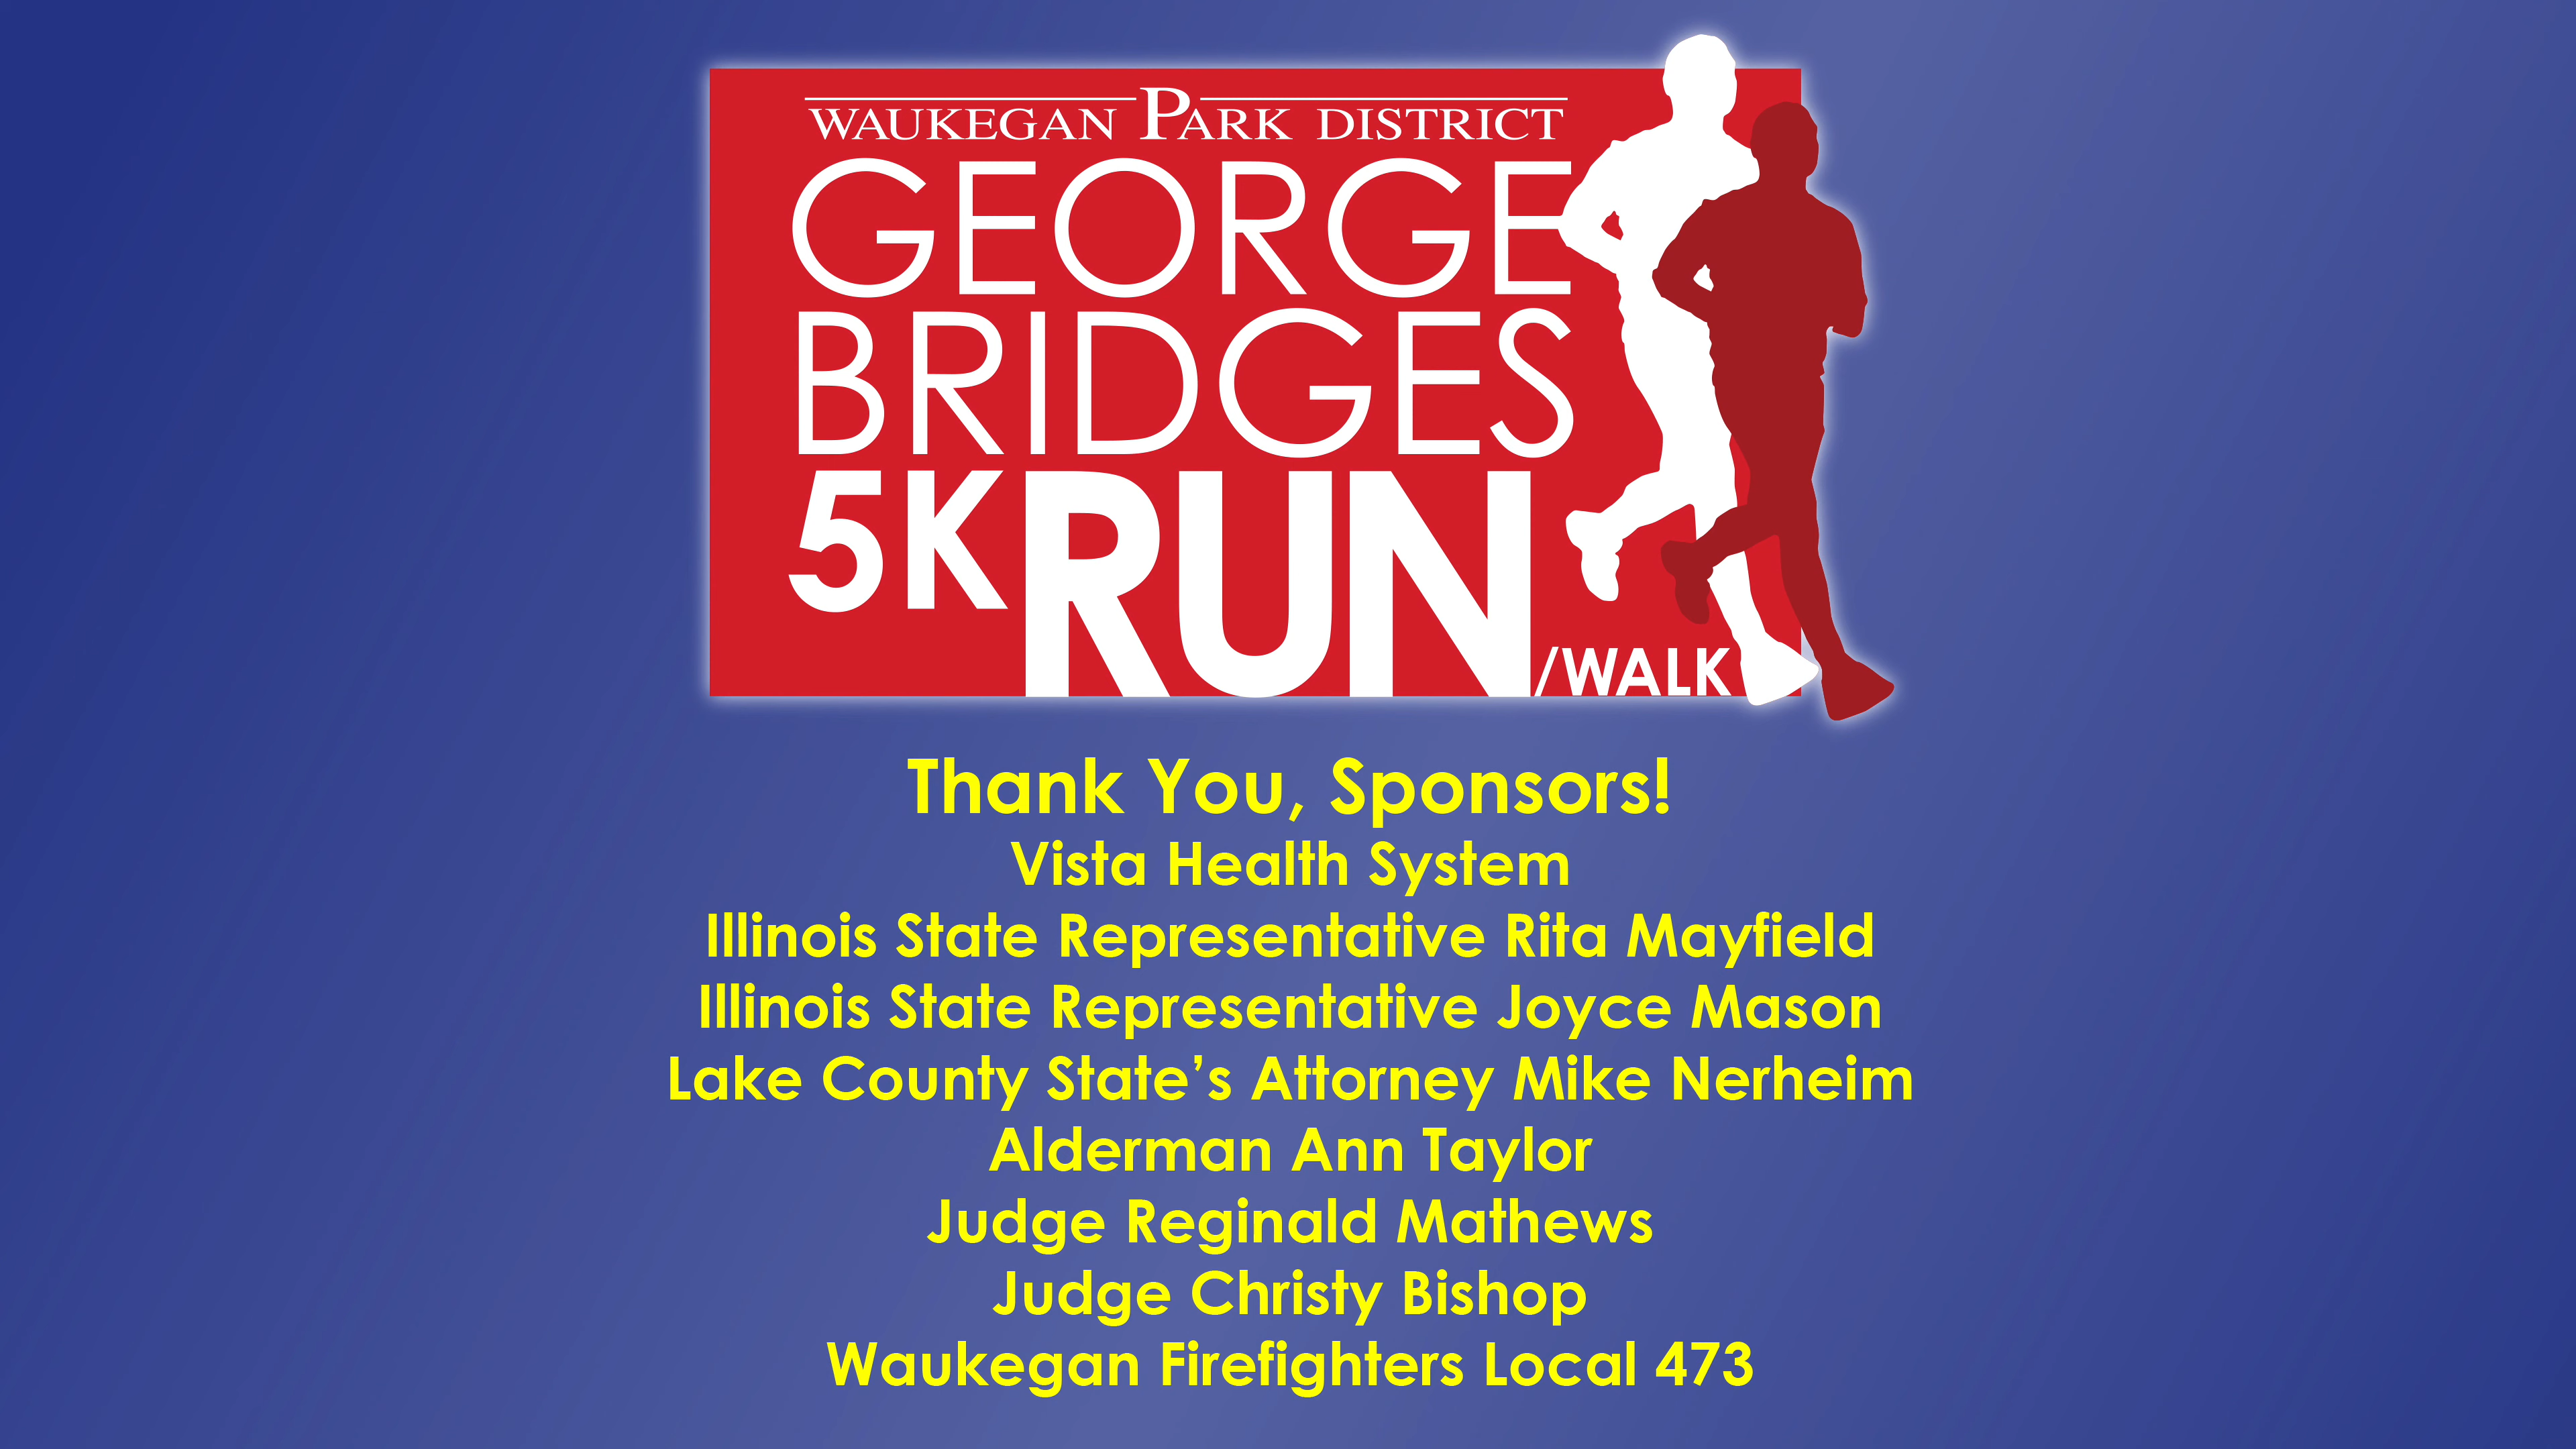 WAUKEGAN PARK DISTRICT
GEORGE
BRIDGES
5K RUN/WALK
Thank You, Sponsors!
Vista Health System
Illinois State Representative Rita Mayfield
Illinois State Representative Joyce Mason
Lake County State’s Attorney Mike Nerheim
Alderman Ann Taylor
Judge Reginald Mathews
Judge Christy Bishop
Waukegan Firefighters Local 473